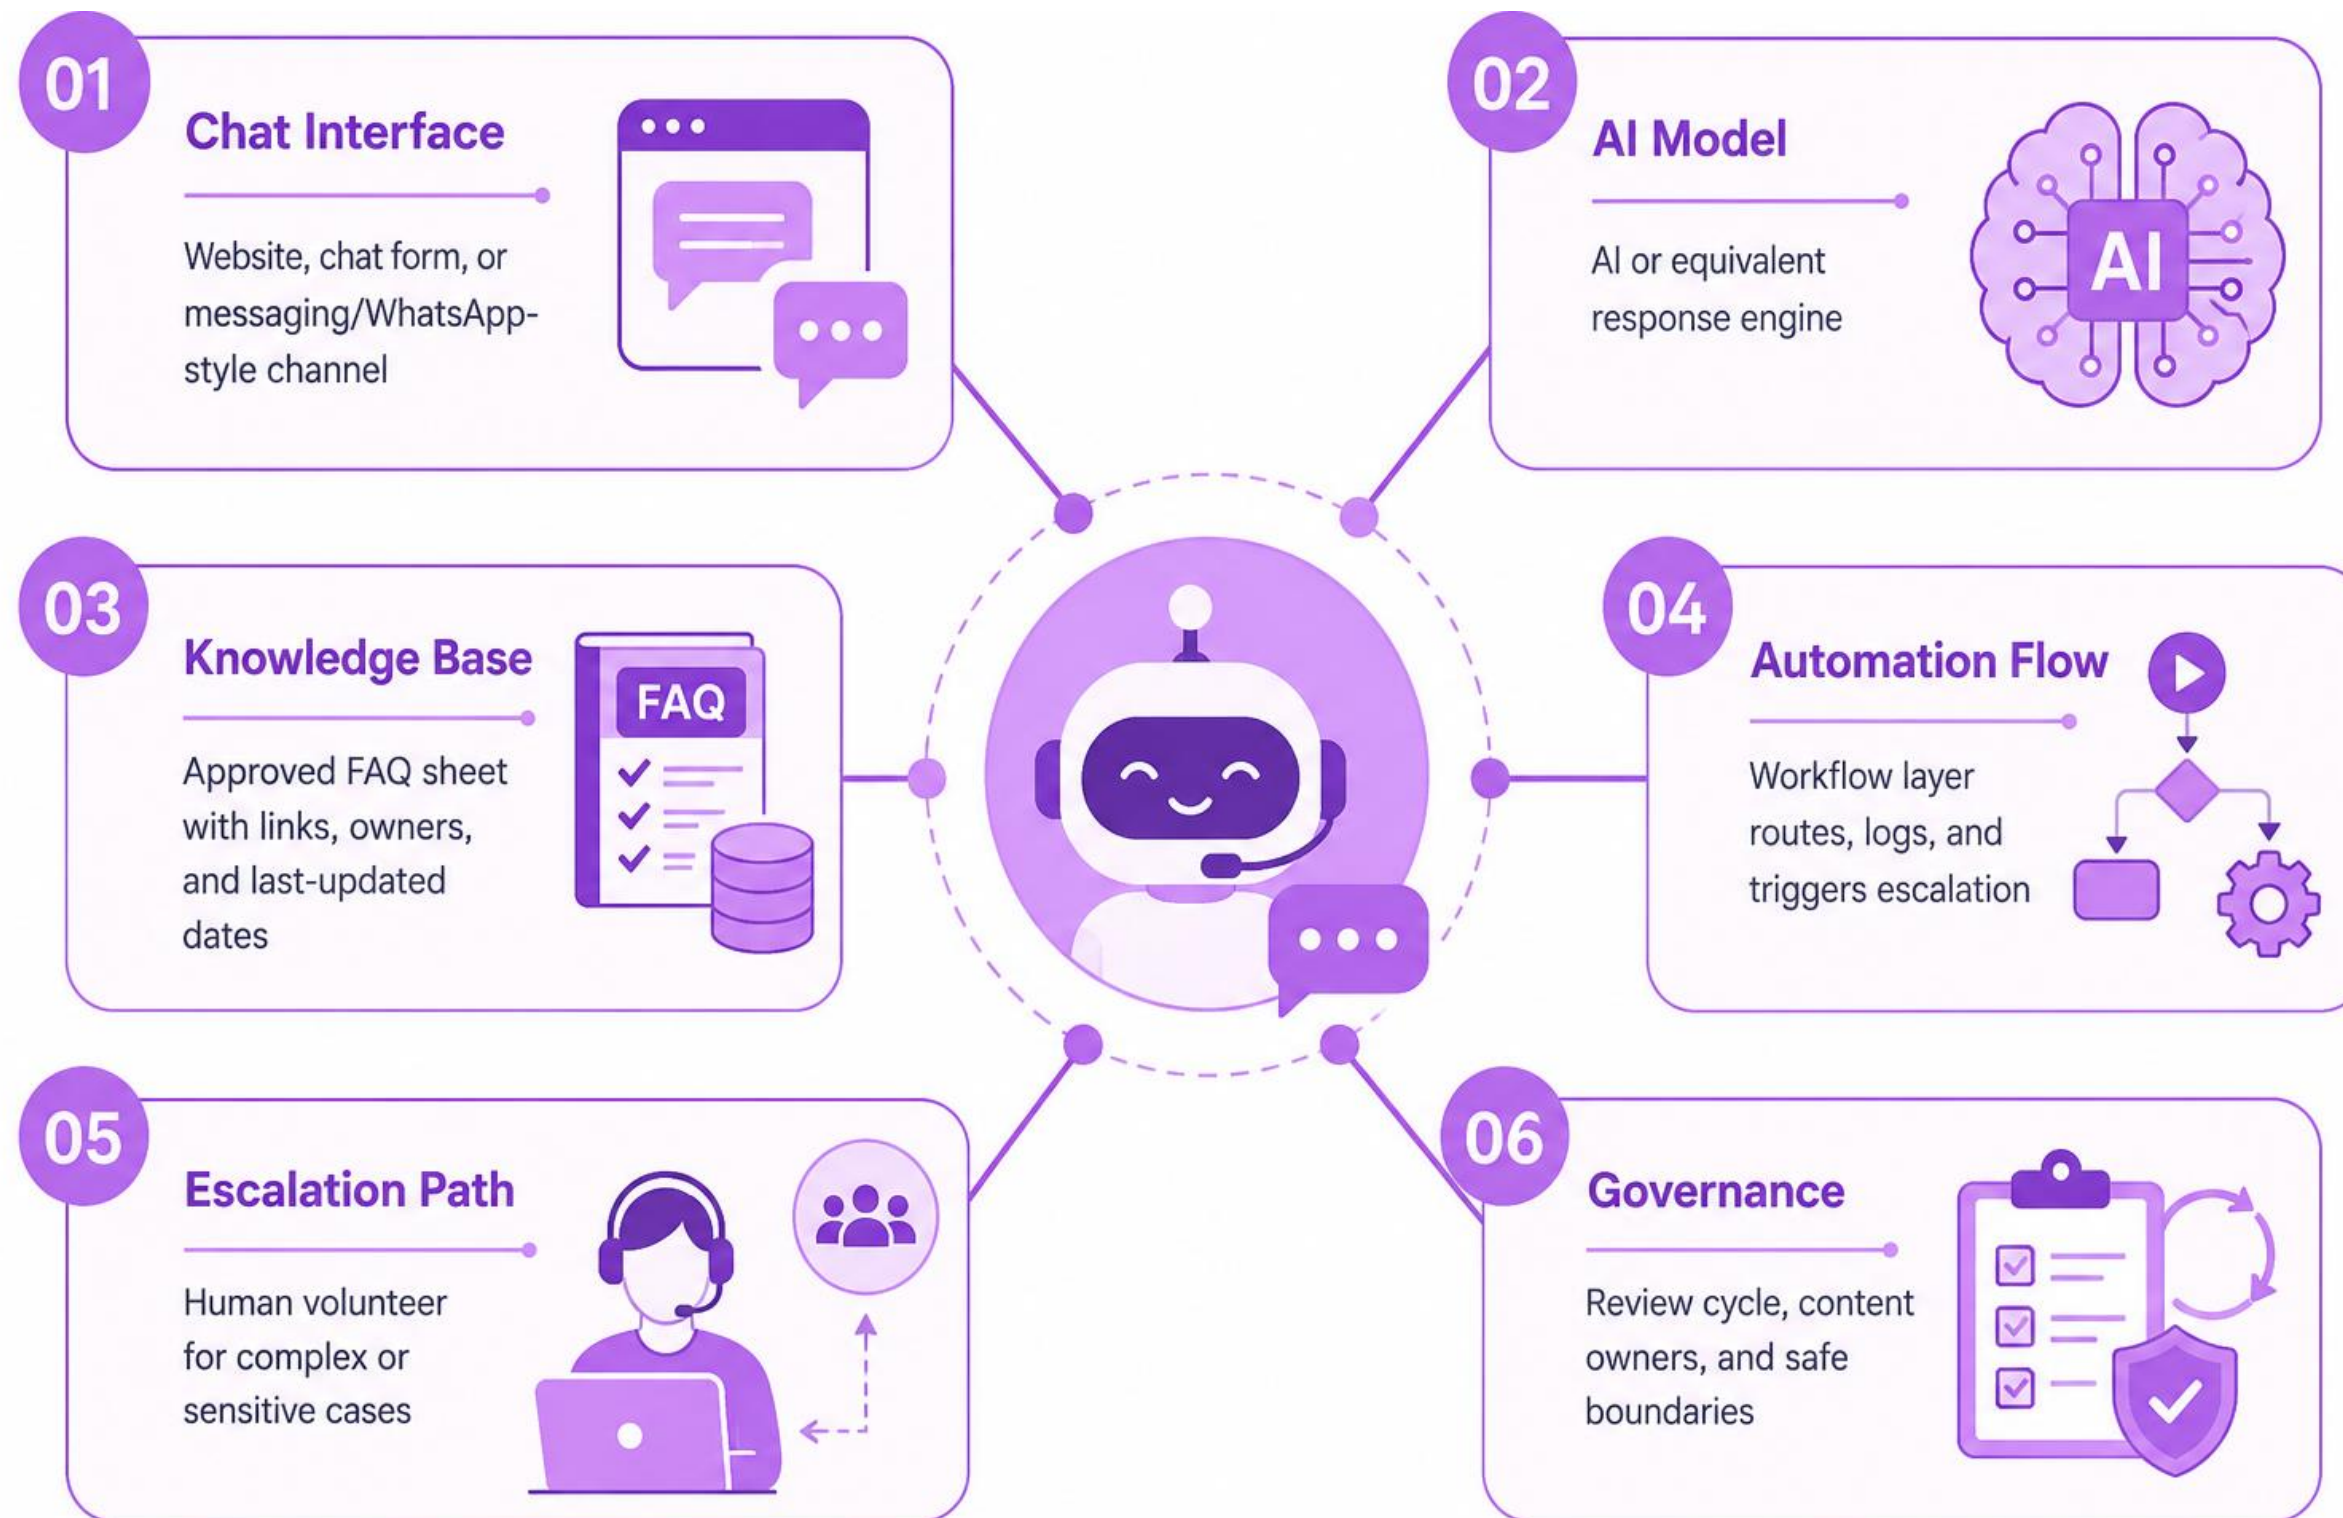 01
Chat Interface
Website, chat form, or
messaging/WhatsApp-
style channel
02
AI Model
AI or equivalent
response engine
AI
03
Knowledge Base
Approved FAQ sheet
with links, owners,
and last-updated
dates
FAQ
04
Automation Flow
Workflow layer
routes, logs, and
triggers escalation
05
Escalation Path
Human volunteer
for complex or
sensitive cases
06
Governance
Review cycle, content
owners, and safe
boundaries